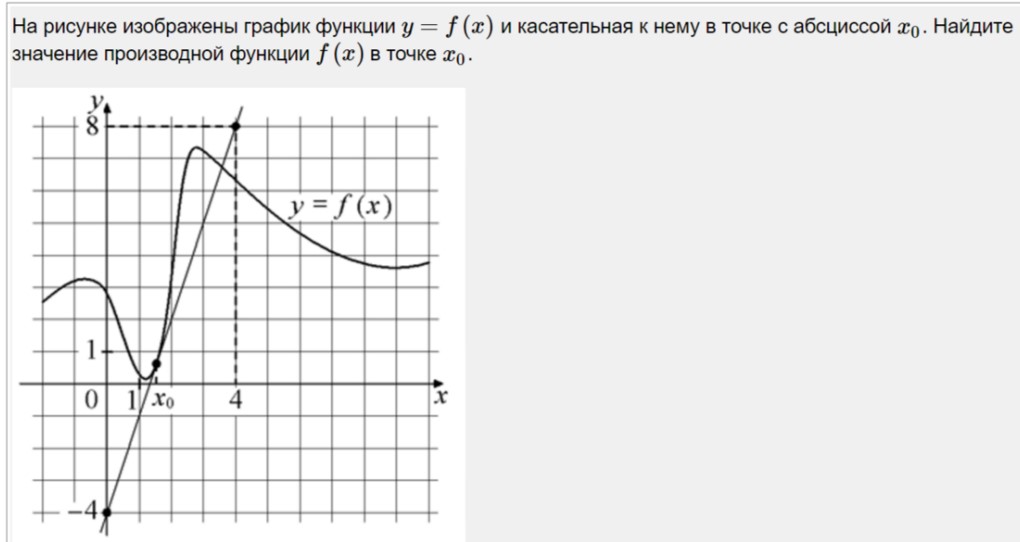 На рисунке изображены график функции y = f (x) и касательная к нему в точке с абсциссой x₀. Найдите
значение производной функции f (x) в точке x₀.
y
8
y = f (x)
1
0 1 x₀ 4 x
−4